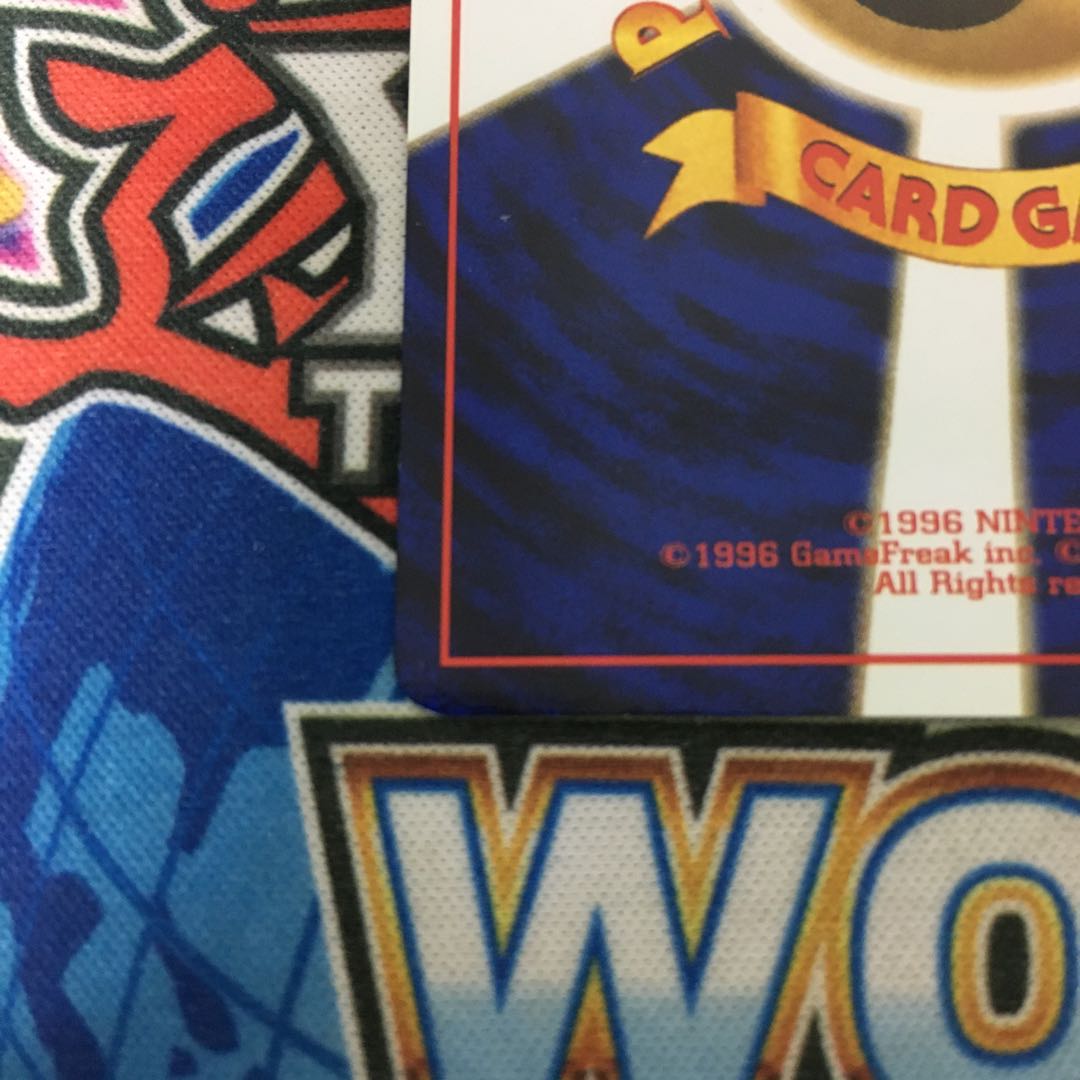 P
CARD GA
T
©1996 NINTE
©1996 GameFreak inc. ©
All Rights re
WO